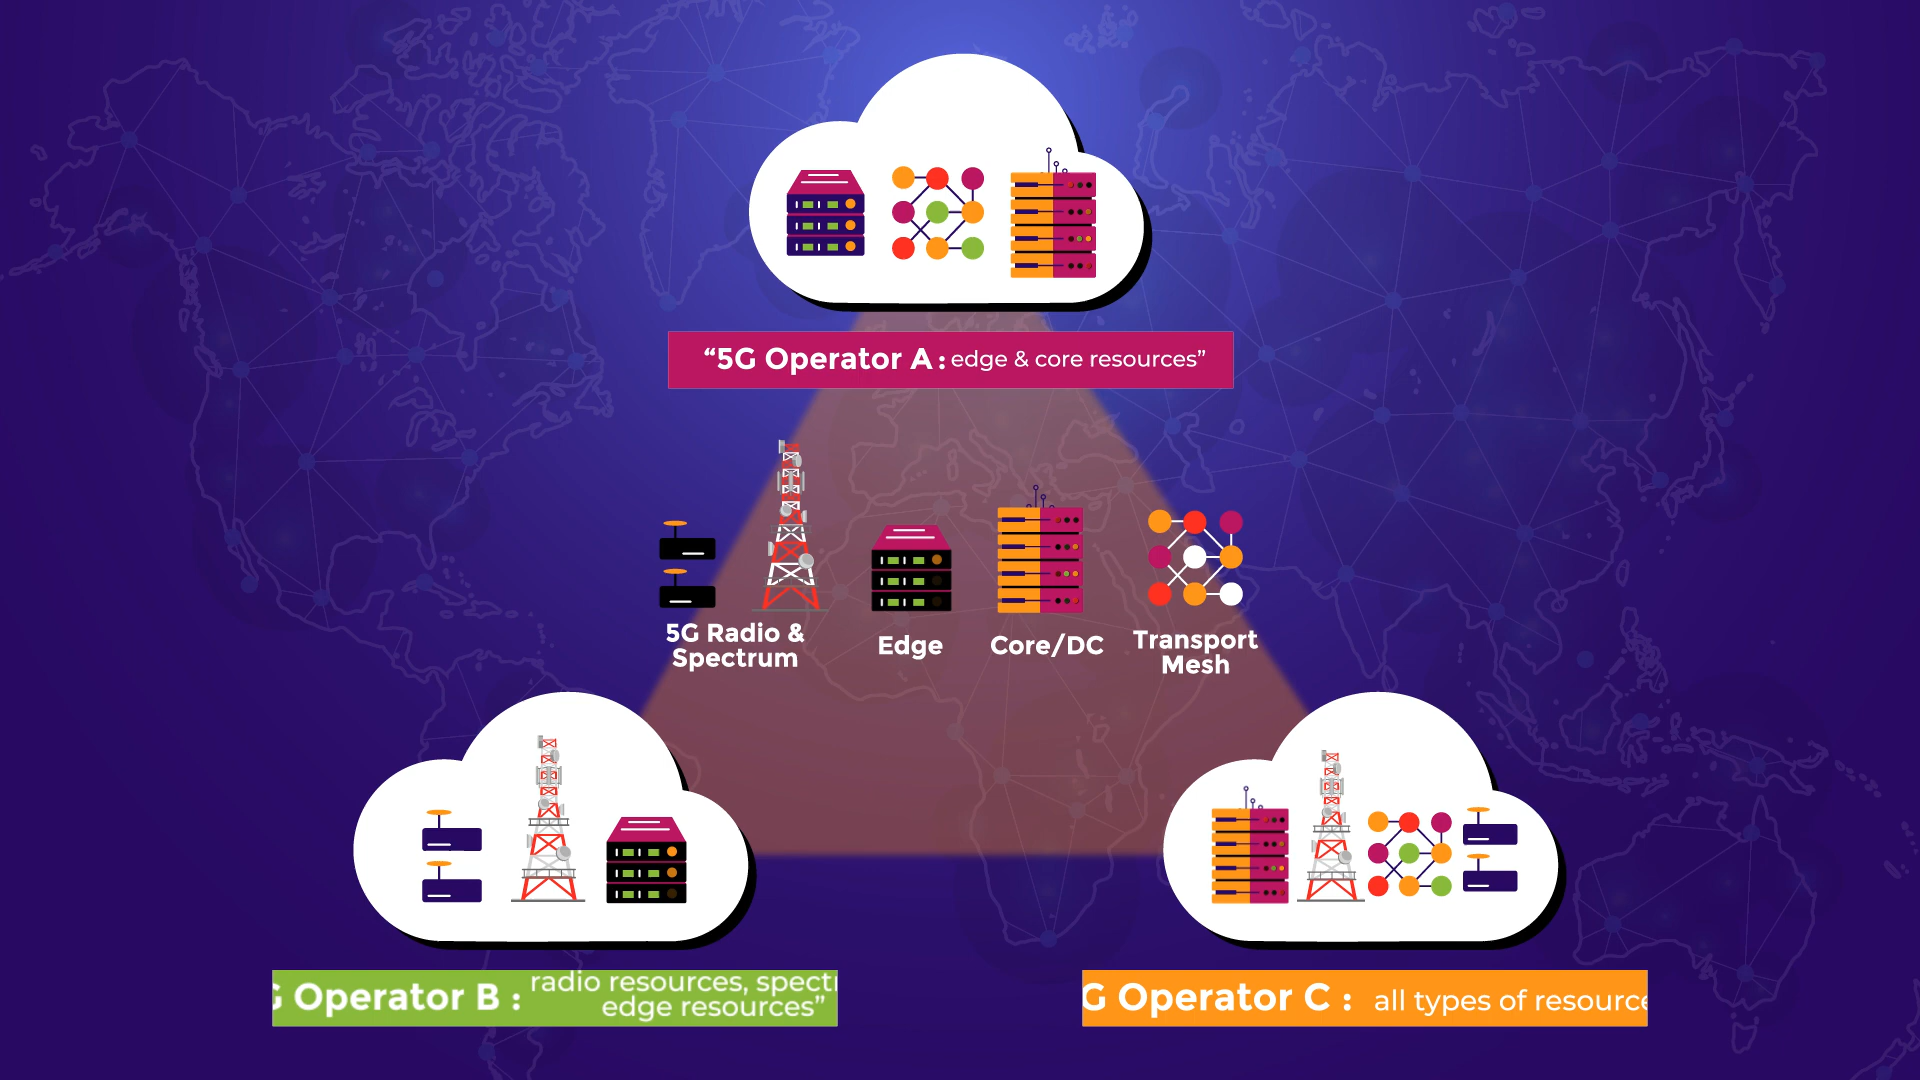 “5G Operator A : edge & core resources”
5G Radio &
Spectrum
Edge
Core/DC
Transport
Mesh
Operator B : radio resources,
edge resources”
G Operator C : all types of